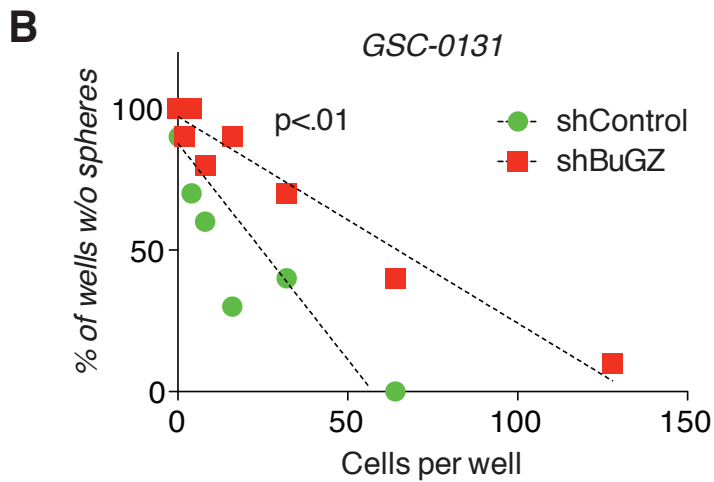 B
GSC-0131
% of wells w/o spheres
100
50
0
p<.01
shControl
shBuGZ
0
50
100
150
Cells per well